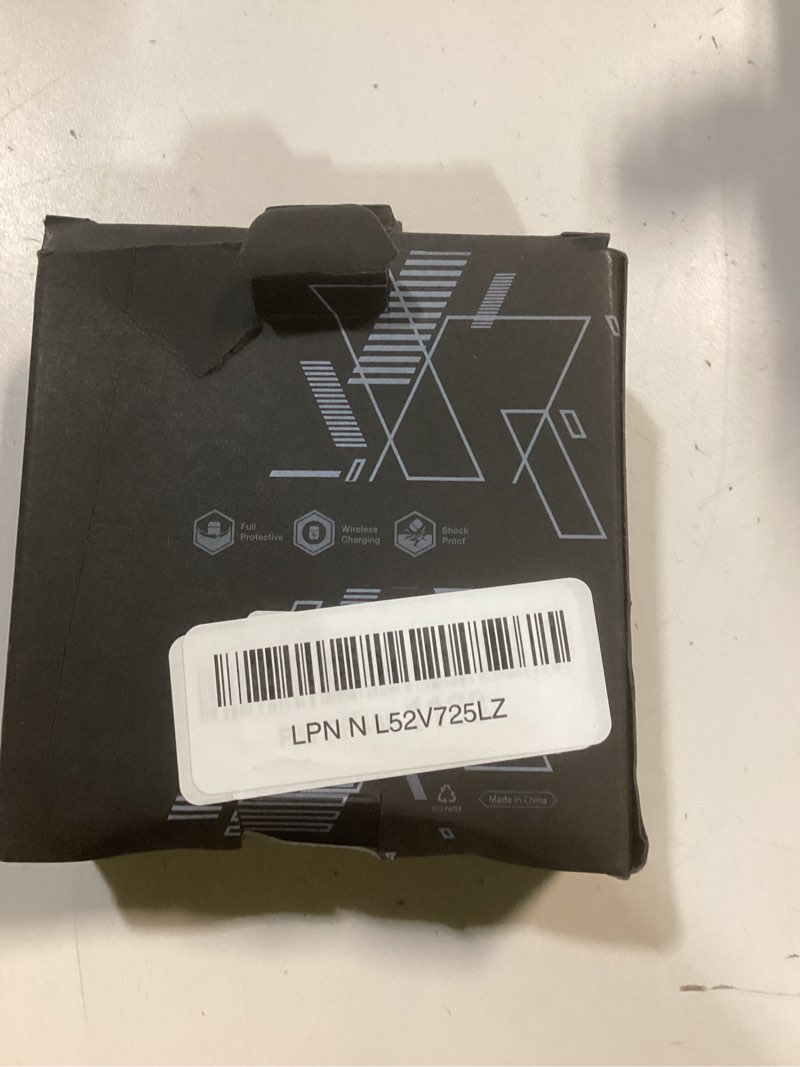 Full
Protective
Wireless
Charging
Shock
Proof
LPN N L52V725LZ
ECO PAPER
Made in China